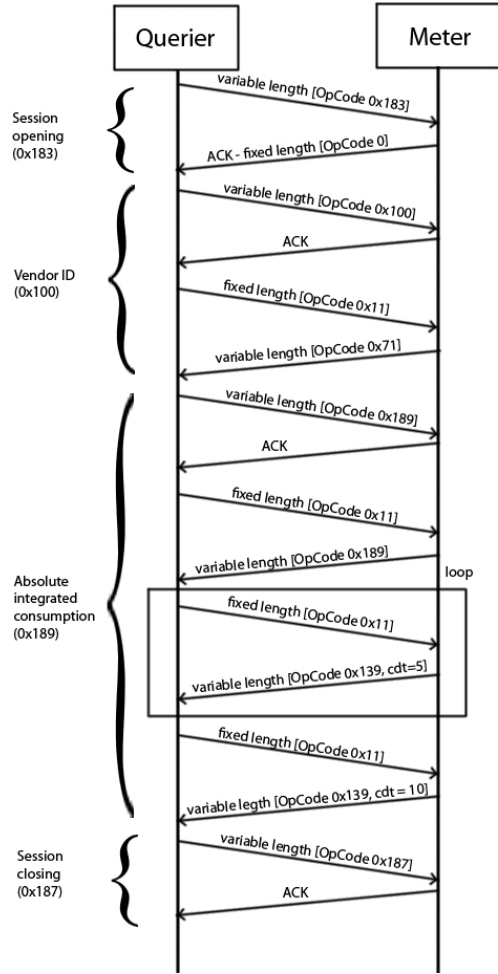 Querier
Meter
variable length [OpCode 0x183]
Session
opening
(0x183)
ACK - fixed length [OpCode 0]
variable length [OpCode 0x100]
ACK
Vendor ID
(0x100)
fixed length [OpCode 0x11]
variable length [OpCode 0x71]
variable length [OpCode 0x189]
ACK
fixed length [OpCode 0x11]
variable length [OpCode 0x189]
loop
Absolute
integrated
consumption
(0x189)
fixed length [OpCode 0x11]
variable length [OpCode 0x139, cdt=5]
fixed length [OpCode 0x11]
variable legth [OpCode 0x139, cdt = 10]
variable length [OpCode 0x187]
Session
closing
(0x187)
ACK